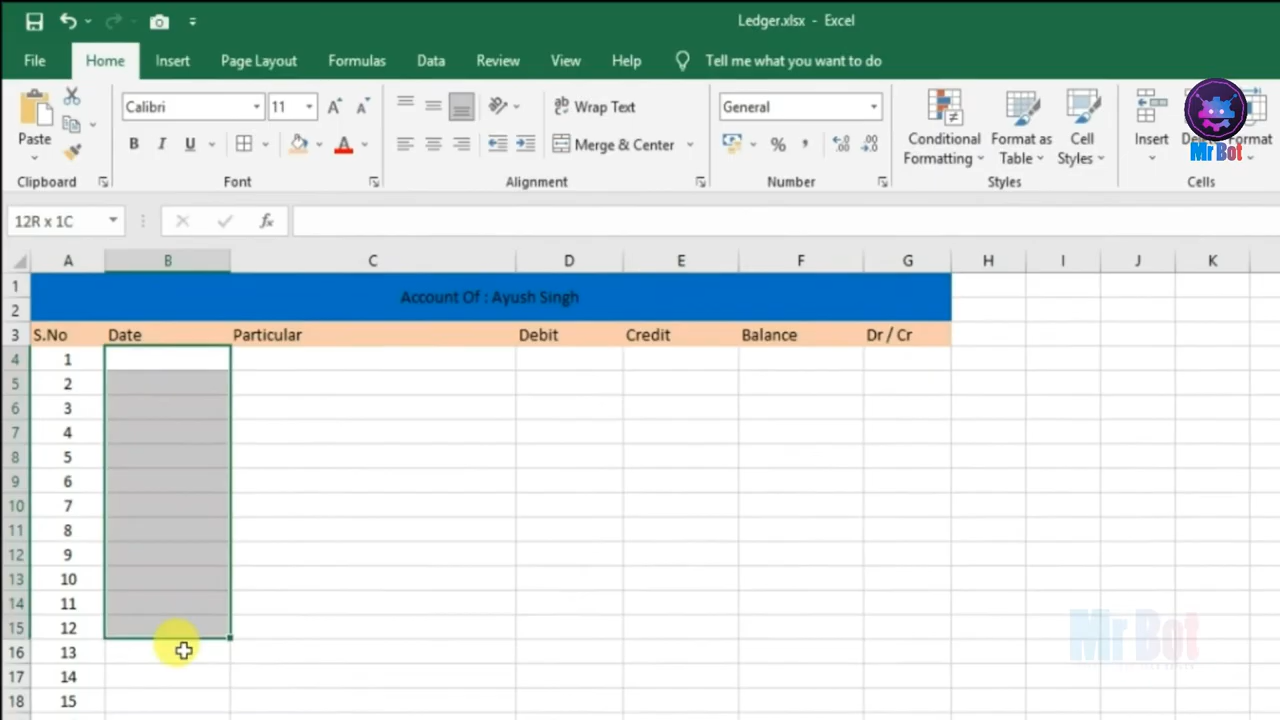 Ledger.xlsx - Excel
File Home Insert Page Layout Formulas Data Review View Help Tell me what you want to do
Paste
Calibri 11
Wrap Text
Merge & Center
General
Conditional Formatting
Format as Table
Cell Styles
Insert
Format
Mr Bot
Clipboard Font Alignment Number Styles Cells
12R x 1C fx
A B C D E F G H I J K
1 Account Of : Ayush Singh
2
3 S.No Date Particular Debit Credit Balance Dr / Cr
4 1
5 2
6 3
7 4
8 5
9 6
10 7
11 8
12 9
13 10
14 11
15 12
16 13
17 14
18 15
Mr Bot